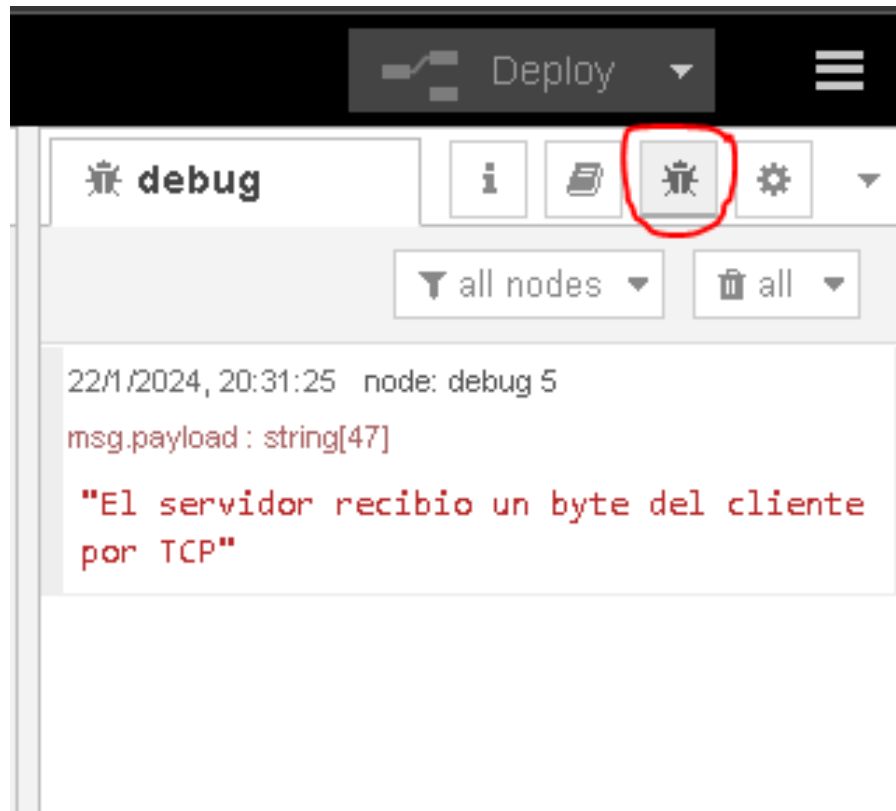 Deploy
debug
all nodes
all
22/1/2024, 20:31:25 node: debug 5
msg.payload : string[47]
"El servidor recibio un byte del cliente
por TCP"